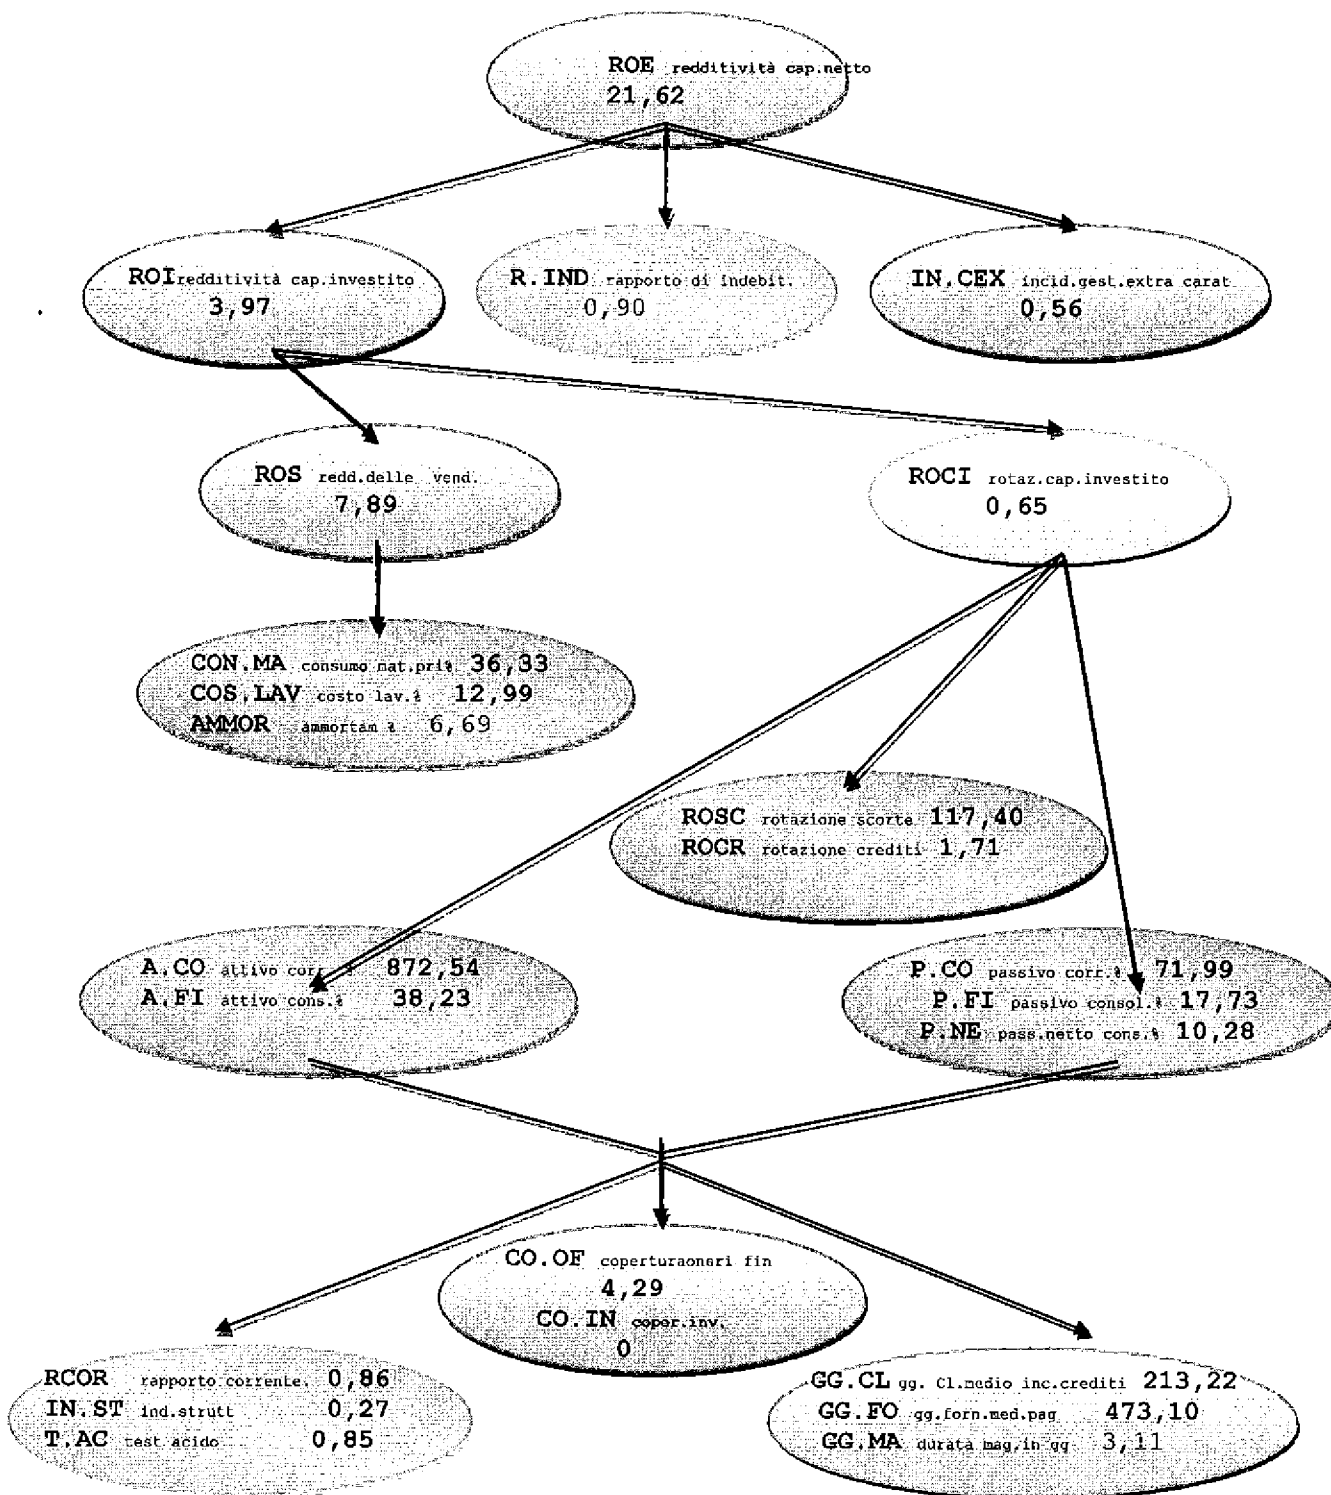 ROE redditività cap.netto
21,62
ROI redditività cap.investito
3,97
R.IND rapporto di indebit.
0,90
IN.CEX incid.gest.extra carat
0,56
ROS redd.delle vend.
7,89
ROCI rotaz.cap.investito
0,65
CON.MA consumo mat.pri% 36,33
COS.LAV costo lav.% 12,99
AMMOR ammortam % 6,69
ROSC rotazione scorte 117,40
ROCR rotazione crediti 1,71
A.CO attivo corr. 872,54
A.FI attivo cons.% 38,23
P.CO passivo corr.% 71,99
P.FI passivo consol.% 17,73
P.NE pass.netto cons.% 10,28
CO.OF coperturaoneri fin
4,29
CO.IN coper.inv.
0
RCOR rapporto corrente. 0,86
IN.ST ind.strutt 0,27
T.AC test acido 0,85
GG.CL gg. Cl.medio inc.crediti 213,22
GG.FO gg.forn.med.pag 473,10
GG.MA durata mag.in gg 3,11